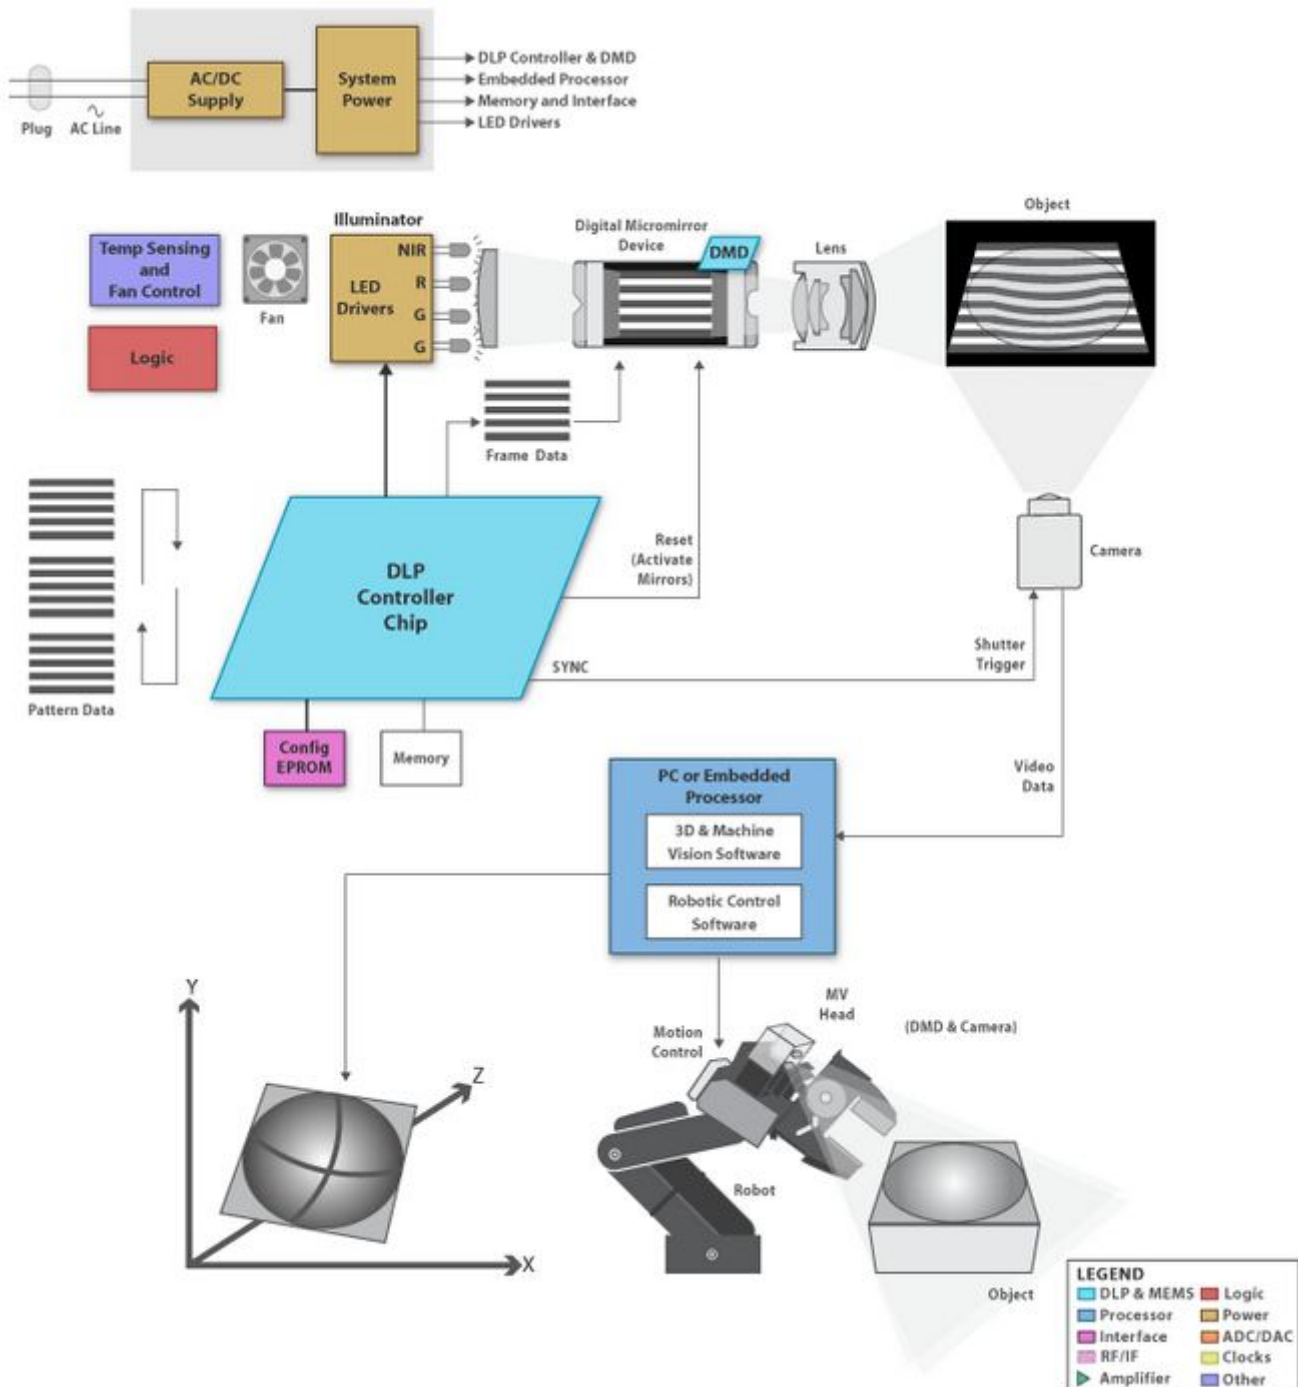 AC/DC
Supply
System
Power
DLP Controller & DMD
Embedded Processor
Memory and Interface
LED Drivers
Plug
AC Line
Object
Illuminator
Digital Micromirror
Device
DMD
Lens
Temp Sensing
and
Fan Control
Fan
LED
Drivers
NIR
R
G
G
Logic
Frame Data
Reset
(Activate
Mirrors)
Camera
DLP
Controller
Chip
Shutter
Trigger
SYNC
Pattern Data
Config
EPROM
Memory
PC or Embedded
Processor
3D & Machine
Vision Software
Robotic Control
Software
Video
Data
Y
Z
X
Motion
Control
MV
Head
(DMD & Camera)
Robot
Object
LEGEND
DLP & MEMS
Logic
Processor
Power
Interface
ADC/DAC
RF/IF
Clocks
Amplifier
Other